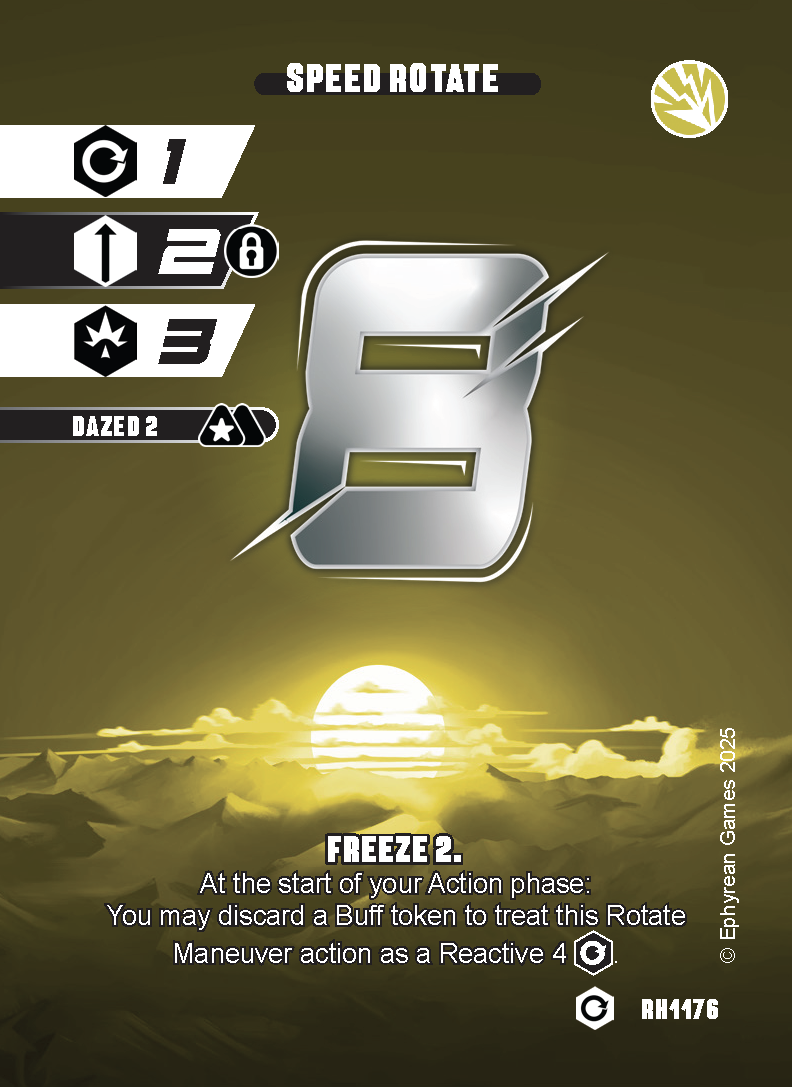 SPEED ROTATE
1
2
3
DAZED 2
8
FREEZE 2.
At the start of your Action phase:
You may discard a Buff token to treat this Rotate
Maneuver action as a Reactive 4 .
© Ephyrean Games 2025
RH1176